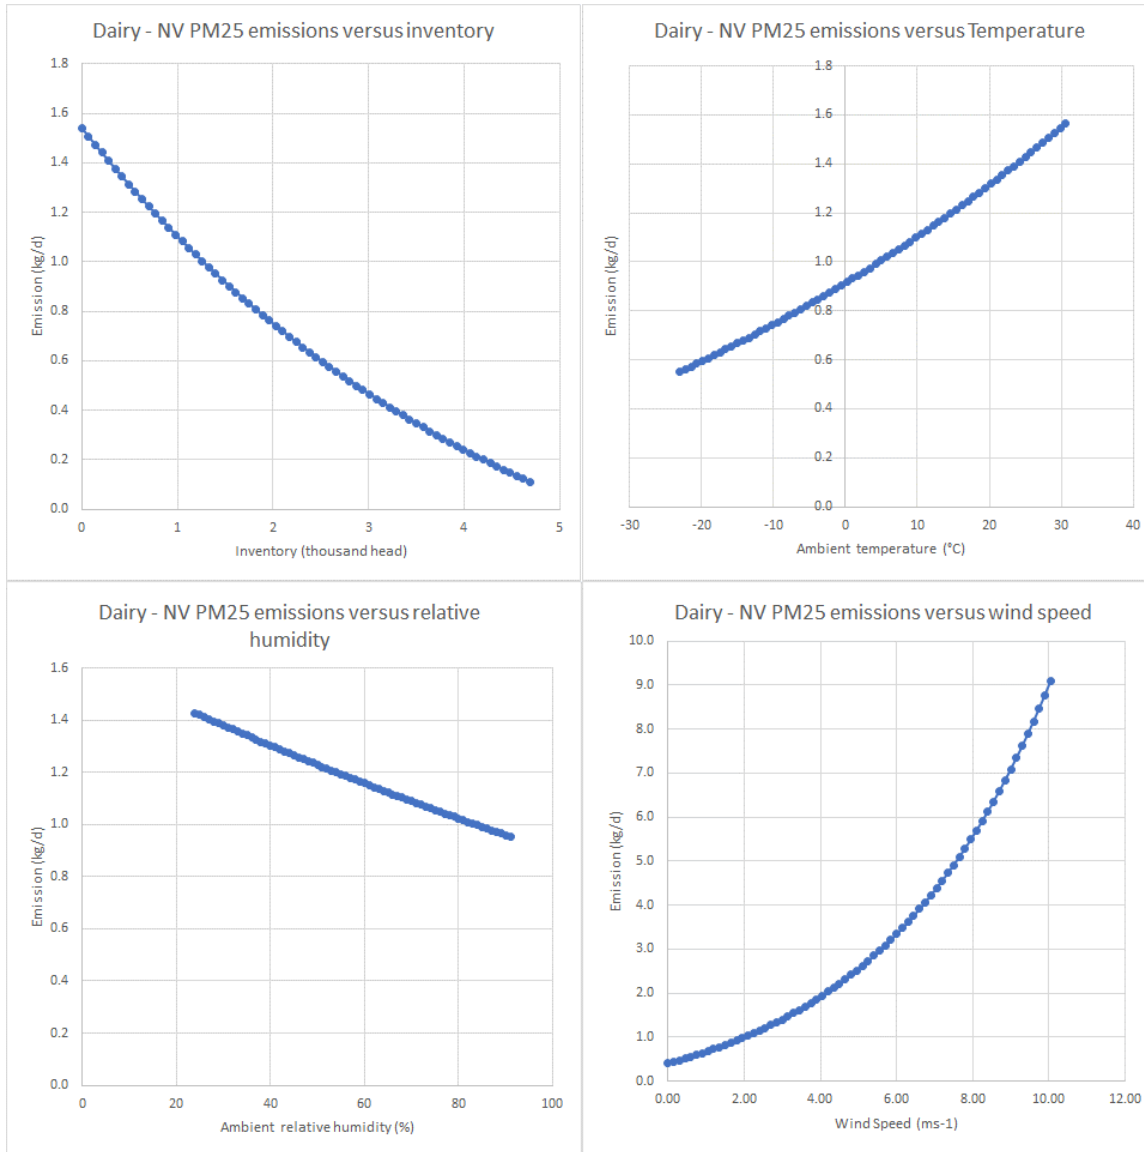 Dairy - NV PM25 emissions versus inventory
1.8
1.6
1.4
1.2
1.0
0.8
0.6
0.4
0.2
0.0
Emission (kg/d)
0 1 2 3 4 5
Inventory (thousand head)
Dairy - NV PM25 emissions versus Temperature
1.8
1.6
1.4
1.2
1.0
0.8
0.6
0.4
0.2
0.0
Emission (kg/d)
-30 -20 -10 0 10 20 30 40
Ambient temperature (°C)
Dairy - NV PM25 emissions versus relative
humidity
1.6
1.4
1.2
1.0
0.8
0.6
0.4
0.2
0.0
Emission (kg/d)
0 20 40 60 80 100
Ambient relative humidity (%)
Dairy - NV PM25 emissions versus wind speed
10.0
9.0
8.0
7.0
6.0
5.0
4.0
3.0
2.0
1.0
0.0
Emission (kg/d)
0.00 2.00 4.00 6.00 8.00 10.00 12.00
Wind Speed (ms-1)